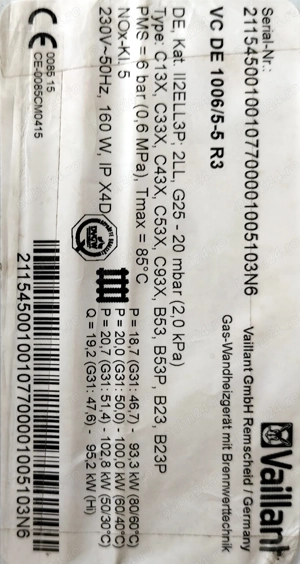 Serial-Nr.:
21154500100107700001005103N6
Vaillant
Vaillant GmbH Remscheid / Germany
Gas-Wandheizgerät mit Brennwerttechnik
VC DE 1006/5-5 R3
DE, Kat. II2ELL3P; 2LL, G25 - 20 mbar (2,0 kPa)
Type: C13X, C33X, C43X, C53X, C93X, B53, B53P, B23, B23P
PMS = 6 bar (0,6 MPa), Tmax = 85°C
NOx-Kl. 5
230V~50Hz, 160 W, IP X4D
DVGW
P = 18,7 (G31: 46,7) - 93,3 kW (80/60°C)
P = 20,0 (G31: 50,0) - 100,0 kW (60/40°C)
P = 20,7 (G31: 51,4) - 102,8 kW (50/30°C)
Q = 19,2 (G31: 47,6) - 95,2 kW (Hi)
CE
0085 15
CE-0085CM0415
21154500100107700001005103N6